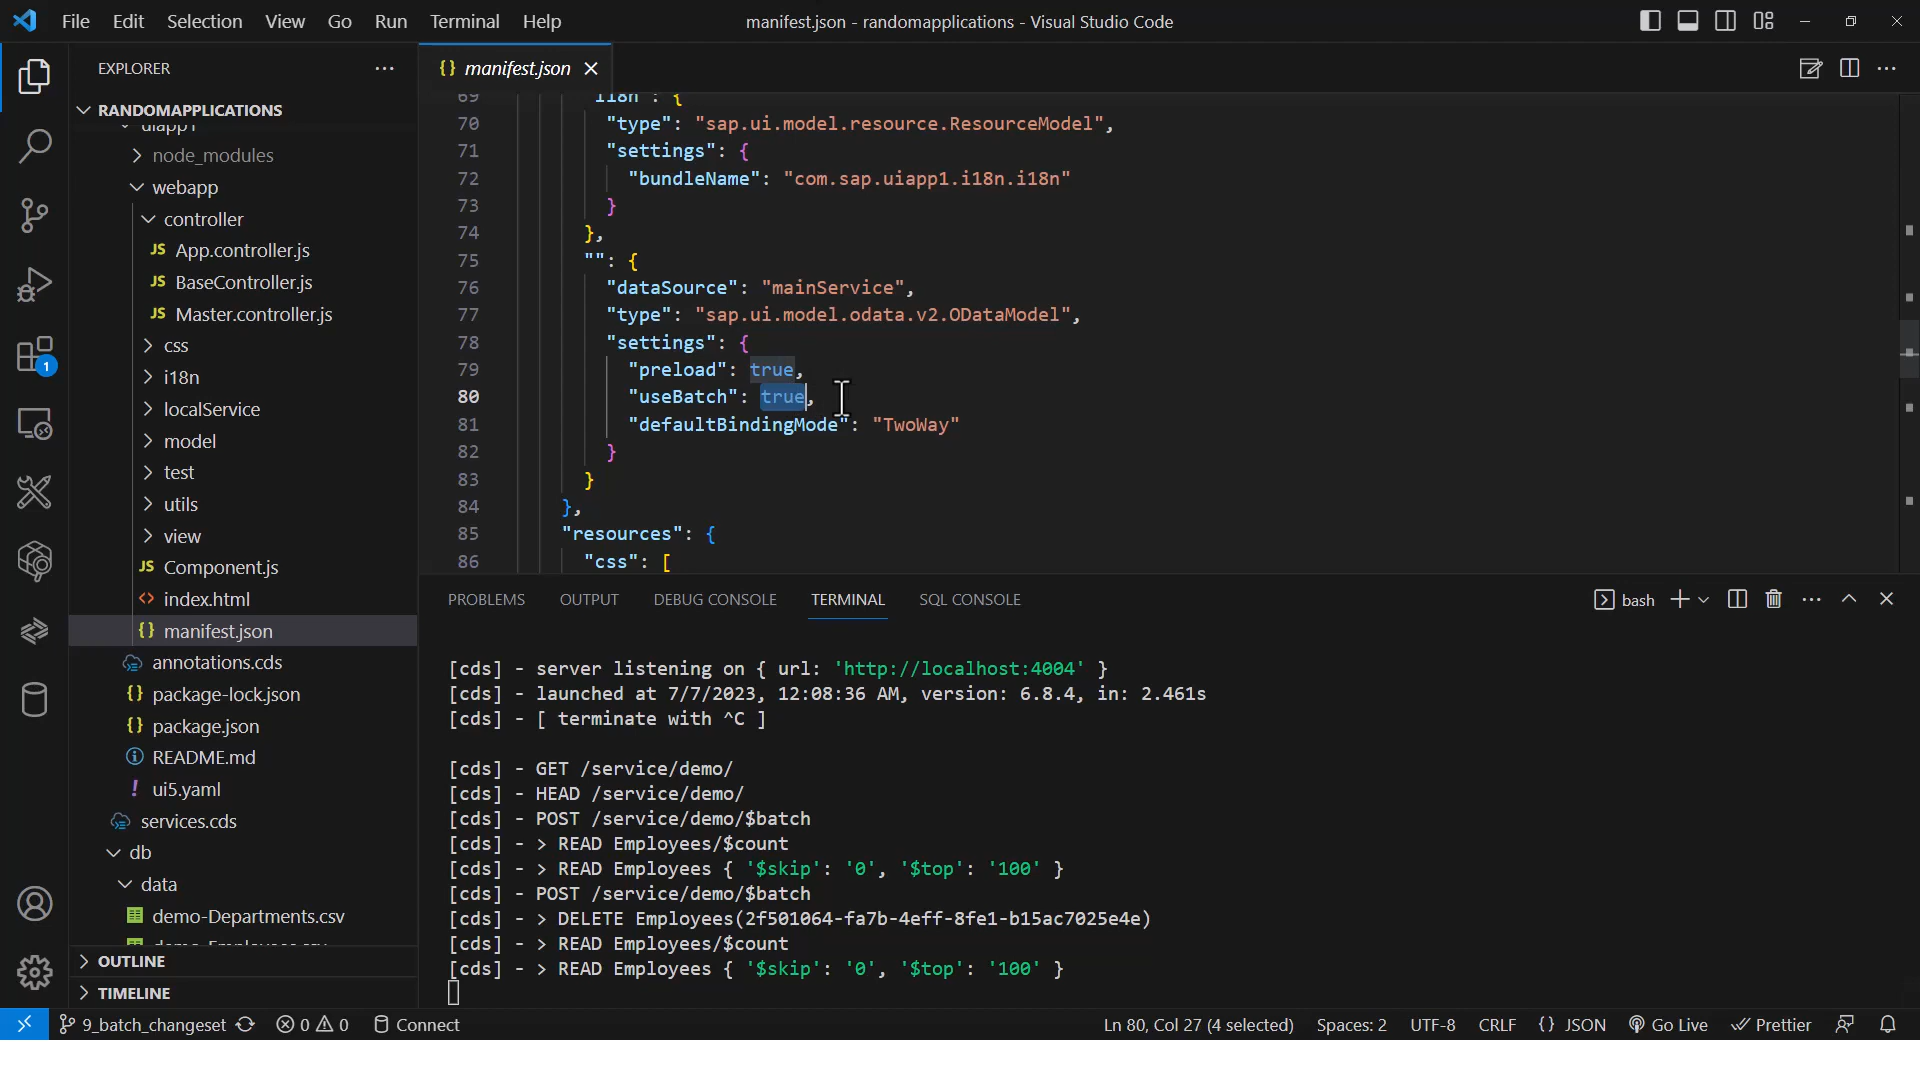 File Edit Selection View Go Run Terminal Help
manifest.json - randomapplications - Visual Studio Code
EXPLORER
RANDOMAPPLICATIONS
uiapp1
node_modules
webapp
controller
JS App.controller.js
JS BaseController.js
JS Master.controller.js
css
i18n
localService
model
test
utils
view
JS Component.js
<> index.html
{} manifest.json
annotations.cds
{} package-lock.json
{} package.json
README.md
! ui5.yaml
services.cds
db
data
demo-Departments.csv
demo-Employees.csv
OUTLINE
TIMELINE
1
{} manifest.json
69 "i18n": {
70 "type": "sap.ui.model.resource.ResourceModel",
71 "settings": {
72 "bundleName": "com.sap.uiapp1.i18n.i18n"
73 }
74 },
75 "": {
76 "dataSource": "mainService",
77 "type": "sap.ui.model.odata.v2.ODataModel",
78 "settings": {
79 "preload": true,
80 "useBatch": true,
81 "defaultBindingMode": "TwoWay"
82 }
83 }
84 },
85 "resources": {
86 "css": [
PROBLEMS OUTPUT DEBUG CONSOLE TERMINAL SQL CONSOLE
bash
[cds] - server listening on { url: 'http://localhost:4004' }
[cds] - launched at 7/7/2023, 12:08:36 AM, version: 6.8.4, in: 2.461s
[cds] - [ terminate with ^C ]
[cds] - GET /service/demo/
[cds] - HEAD /service/demo/
[cds] - POST /service/demo/$batch
[cds] - > READ Employees/$count
[cds] - > READ Employees { '$skip': '0', '$top': '100' }
[cds] - POST /service/demo/$batch
[cds] - > DELETE Employees(2f501064-fa7b-4eff-8fe1-b15ac7025e4e)
[cds] - > READ Employees/$count
[cds] - > READ Employees { '$skip': '0', '$top': '100' }
9_batch_changeset 0 0 Connect
Ln 80, Col 27 (4 selected) Spaces: 2 UTF-8 CRLF {} JSON Go Live Prettier